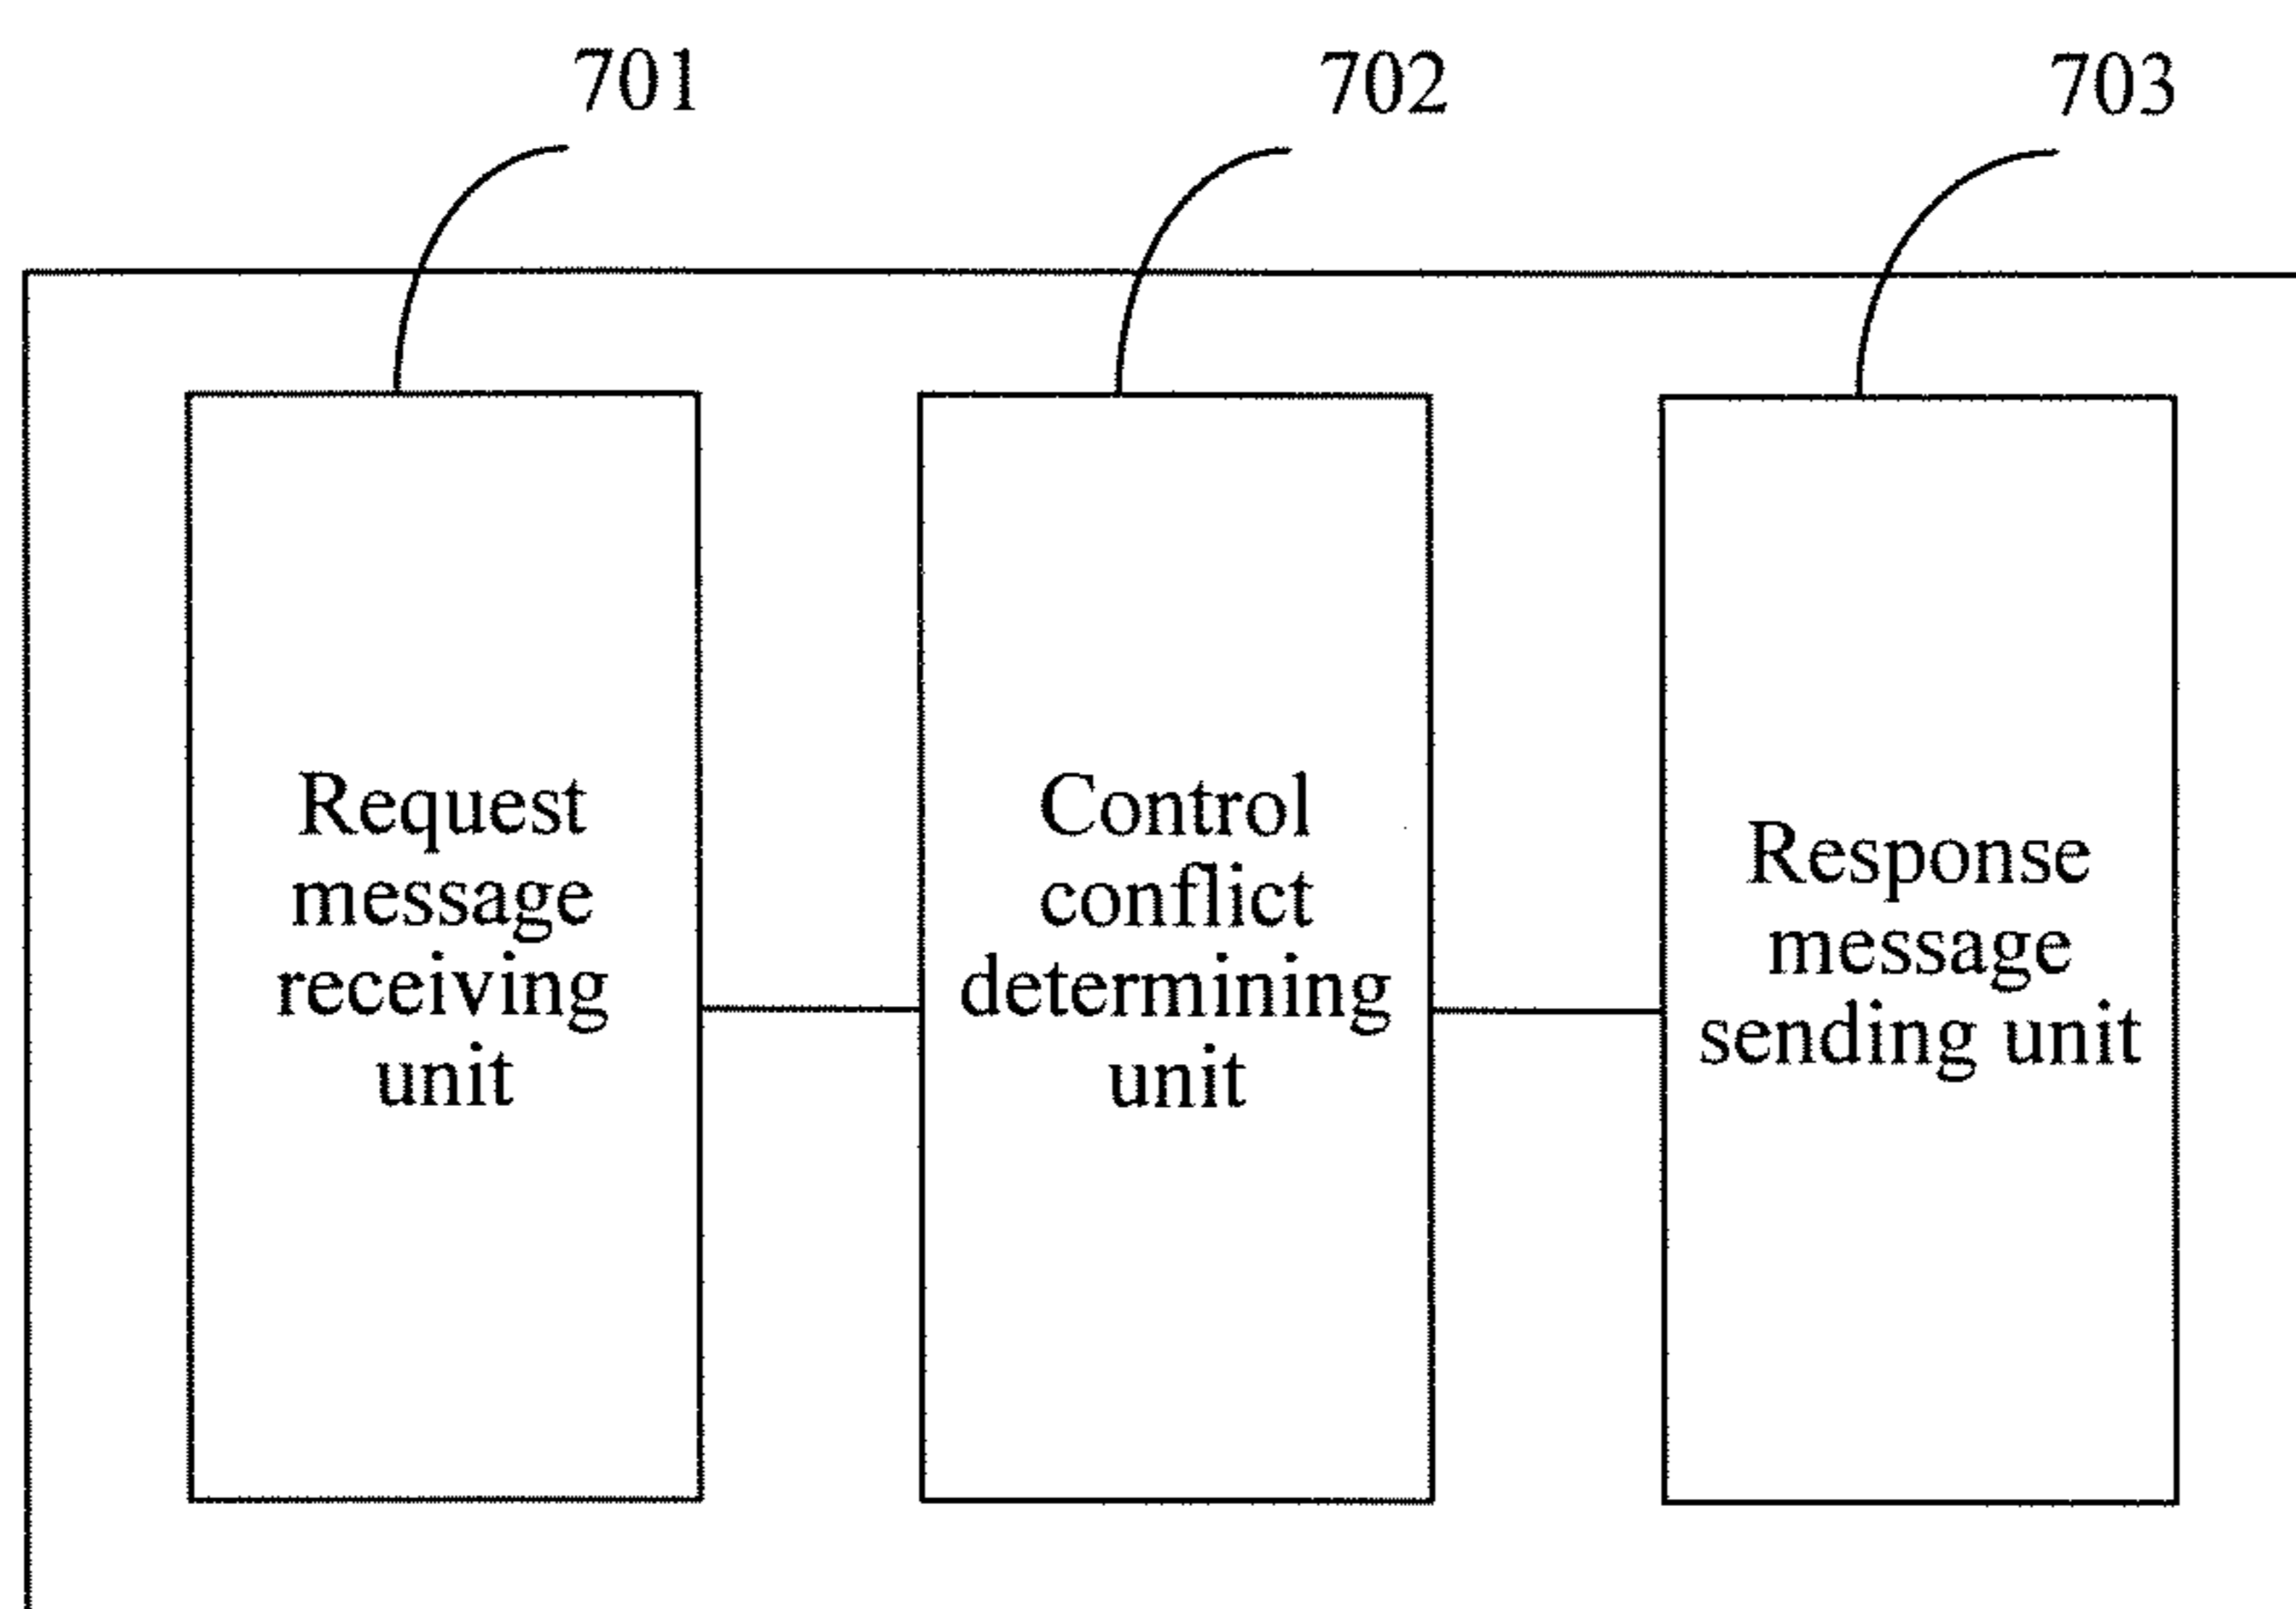 701
702
703
Request
message
receiving
unit
Control
conflict
determining
unit
Response
message
sending unit